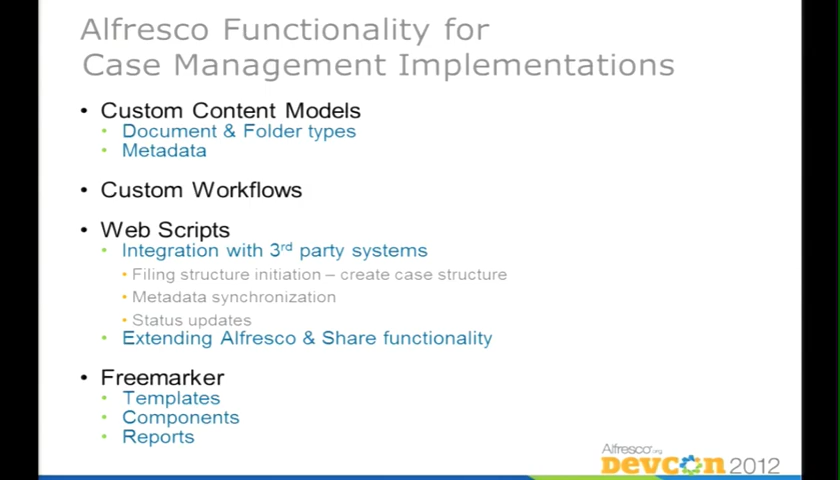 Alfresco Functionality for
Case Management Implementations
• Custom Content Models
• Document & Folder types
• Metadata
• Custom Workflows
• Web Scripts
• Integration with 3rd party systems
• Filing structure initiation – create case structure
• Metadata synchronization
• Status updates
• Extending Alfresco & Share functionality
• Freemarker
• Templates
• Components
• Reports
Alfresco.org
DEVCON 2012